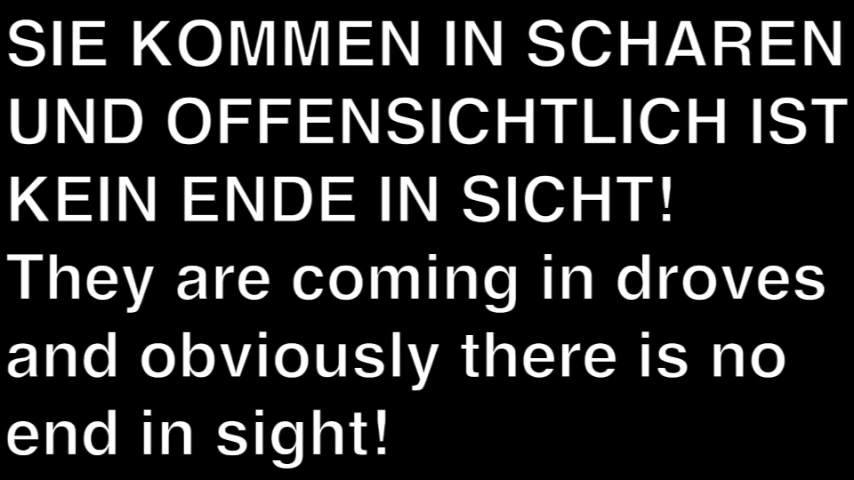 SIE KOMMEN IN SCHAREN
UND OFFENSICHTLICH IST
KEIN ENDE IN SICHT!
They are coming in droves
and obviously there is no
end in sight!